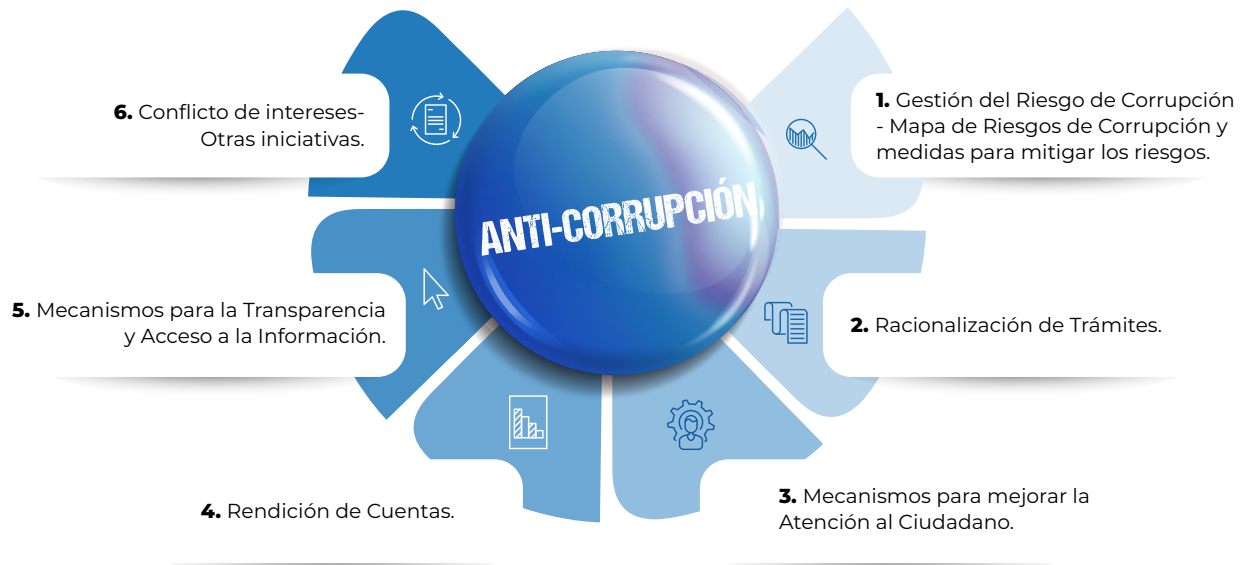 ANTI-CORRUPCIÓN
1. Gestión del Riesgo de Corrupción
- Mapa de Riesgos de Corrupción y
medidas para mitigar los riesgos.
2. Racionalización de Trámites.
3. Mecanismos para mejorar la
Atención al Ciudadano.
4. Rendición de Cuentas.
5. Mecanismos para la Transparencia
y Acceso a la Información.
6. Conflicto de intereses-
Otras iniciativas.